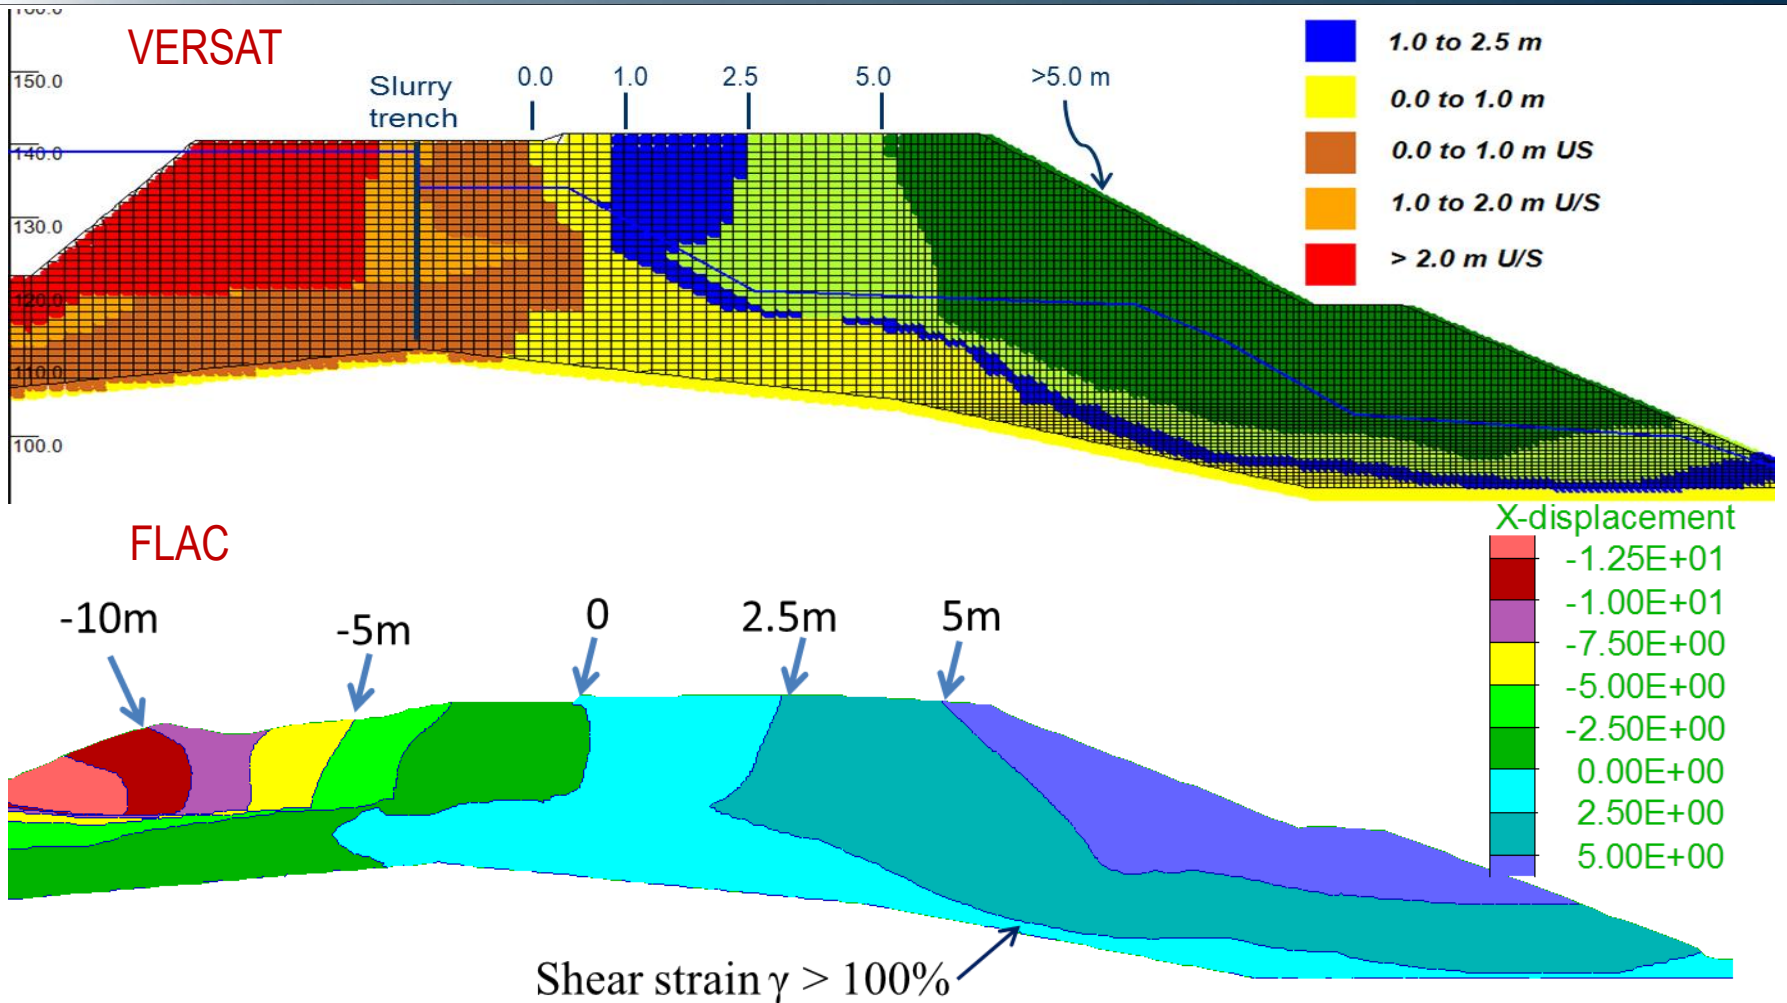 160.0
VERSAT
150.0
Slurry
trench
0.0
1.0
2.5
5.0
>5.0 m
1.0 to 2.5 m
0.0 to 1.0 m
0.0 to 1.0 m US
1.0 to 2.0 m U/S
> 2.0 m U/S
140.0
130.0
120.0
110.0
100.0
FLAC
X-displacement
-1.25E+01
-1.00E+01
-7.50E+00
-5.00E+00
-2.50E+00
0.00E+00
2.50E+00
5.00E+00
-10m
-5m
0
2.5m
5m
Shear strain γ > 100%